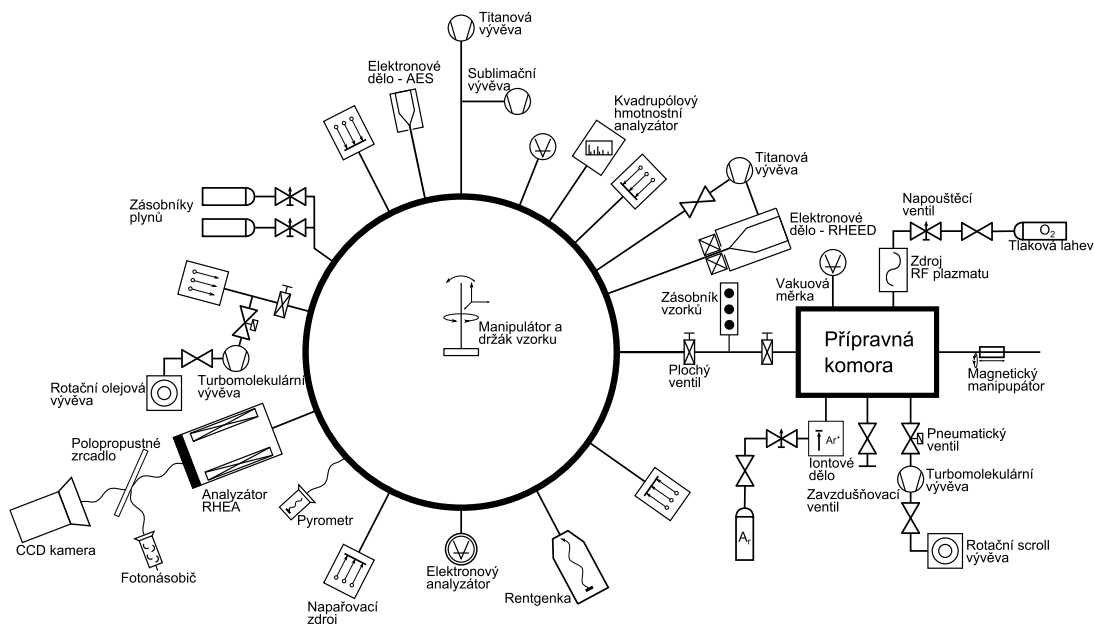 Titanová
vývěva
Elektronové
dělo - AES
Sublimační
vývěva
Kvadrupólový
hmotnostní
analyzátor
Titanová
vývěva
Zásobníky
plynů
Elektronové
dělo - RHEED
Napouštěcí
ventil
O2
Tlaková lahev
Zdroj
RF plazmatu
Vakuová
měrka
Zásobník
vzorků
Manipulátor a
držák vzorku
Přípravná
komora
Plochý
ventil
Magnetický
manipupátor
Rotační olejová
vývěva
Turbomolekulární
vývěva
Polopropustné
zrcadlo
Analyzátor
RHEA
Pyrometr
CCD kamera
Fotonásobič
Napařovací
zdroj
Elektronový
analyzátor
Rentgenka
Ar+
Iontové
dělo
Ar
Zavzdušňovací
ventil
Pneumatický
ventil
Turbomolekulární
vývěva
Rotační scroll
vývěva